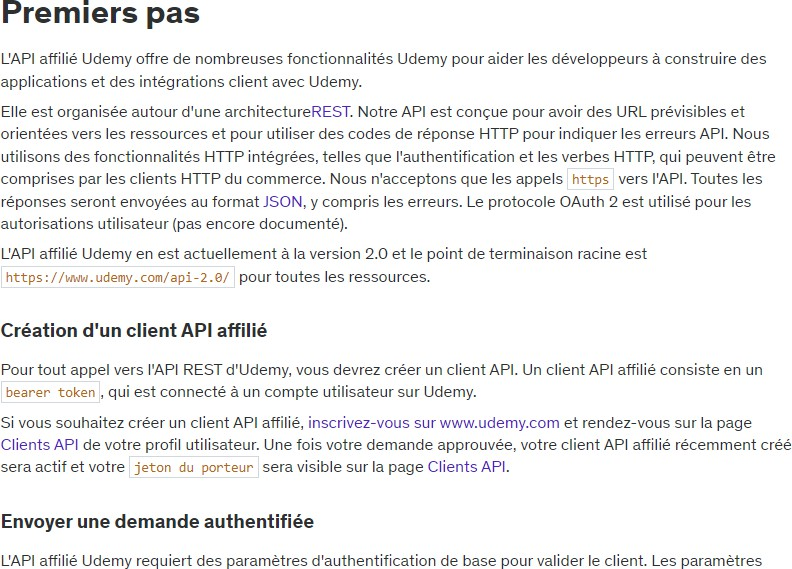 Premiers pas
L'API affilié Udemy offre de nombreuses fonctionnalités Udemy pour aider les développeurs à construire des
applications et des intégrations client avec Udemy.
Elle est organisée autour d'une architectureREST. Notre API est conçue pour avoir des URL prévisibles et
orientées vers les ressources et pour utiliser des codes de réponse HTTP pour indiquer les erreurs API. Nous
utilisons des fonctionnalités HTTP intégrées, telles que l'authentification et les verbes HTTP, qui peuvent être
comprises par les clients HTTP du commerce. Nous n'acceptons que les appels https vers l'API. Toutes les
réponses seront envoyées au format JSON, y compris les erreurs. Le protocole OAuth 2 est utilisé pour les
autorisations utilisateur (pas encore documenté).
L'API affilié Udemy en est actuellement à la version 2.0 et le point de terminaison racine est
https://www.udemy.com/api-2.0/ pour toutes les ressources.
Création d'un client API affilié
Pour tout appel vers l'API REST d'Udemy, vous devrez créer un client API. Un client API affilié consiste en un
bearer token, qui est connecté à un compte utilisateur sur Udemy.
Si vous souhaitez créer un client API affilié, inscrivez-vous sur www.udemy.com et rendez-vous sur la page
Clients API de votre profil utilisateur. Une fois votre demande approuvée, votre client API affilié récemment créé
sera actif et votre jeton du porteur sera visible sur la page Clients API.
Envoyer une demande authentifiée
L'API affilié Udemy requiert des paramètres d'authentification de base pour valider le client. Les paramètres